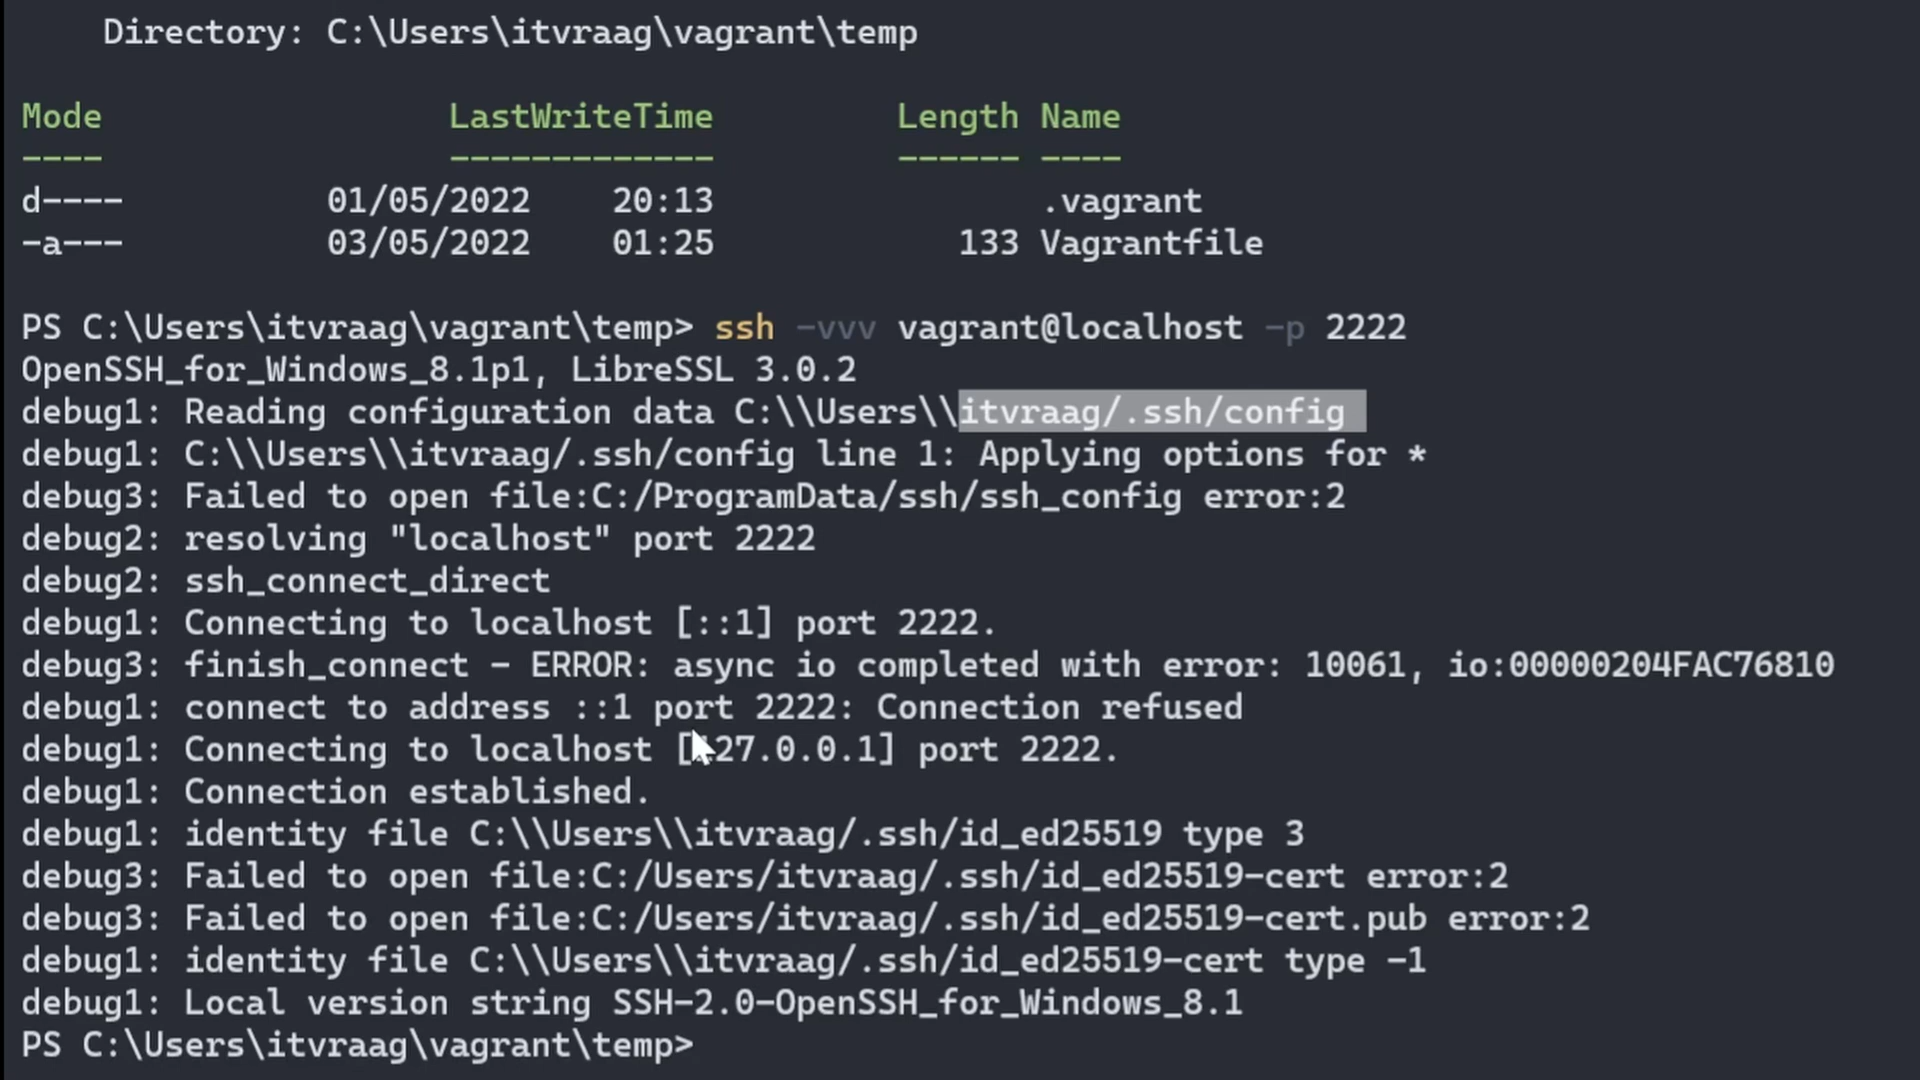 Directory: C:\Users\itvraag\vagrant\temp
Mode LastWriteTime Length Name
---- ------------- ------ ----
d---- 01/05/2022 20:13 .vagrant
-a--- 03/05/2022 01:25 133 Vagrantfile
PS C:\Users\itvraag\vagrant\temp> ssh -vvv vagrant@localhost -p 2222
OpenSSH_for_Windows_8.1p1, LibreSSL 3.0.2
debug1: Reading configuration data C:\\Users\\itvraag/.ssh/config
debug1: C:\\Users\\itvraag/.ssh/config line 1: Applying options for *
debug3: Failed to open file:C:/ProgramData/ssh/ssh_config error:2
debug2: resolving "localhost" port 2222
debug2: ssh_connect_direct
debug1: Connecting to localhost [::1] port 2222.
debug3: finish_connect - ERROR: async io completed with error: 10061, io:00000204FAC76810
debug1: connect to address ::1 port 2222: Connection refused
debug1: Connecting to localhost [127.0.0.1] port 2222.
debug1: Connection established.
debug1: identity file C:\\Users\\itvraag/.ssh/id_ed25519 type 3
debug3: Failed to open file:C:/Users/itvraag/.ssh/id_ed25519-cert error:2
debug3: Failed to open file:C:/Users/itvraag/.ssh/id_ed25519-cert.pub error:2
debug1: identity file C:\\Users\\itvraag/.ssh/id_ed25519-cert type -1
debug1: Local version string SSH-2.0-OpenSSH_for_Windows_8.1
PS C:\Users\itvraag\vagrant\temp>